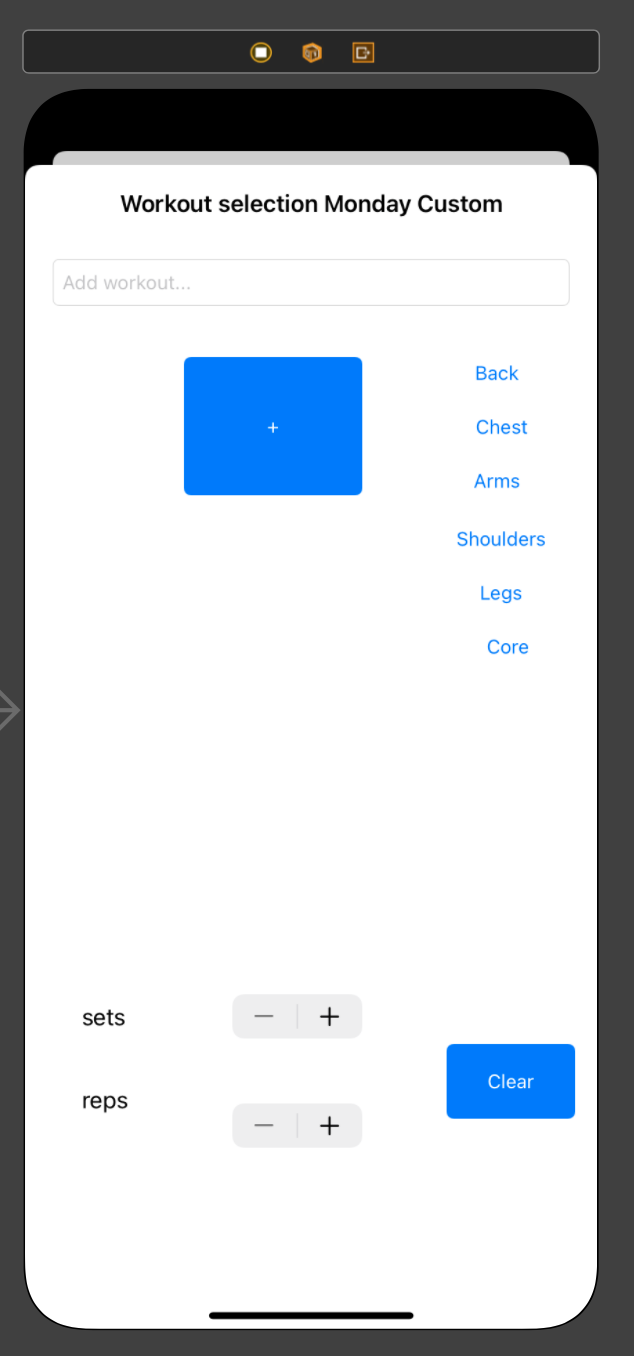 Workout selection Monday Custom
Add workout...
+
Back
Chest
Arms
Shoulders
Legs
Core
sets
− +
reps
− +
Clear